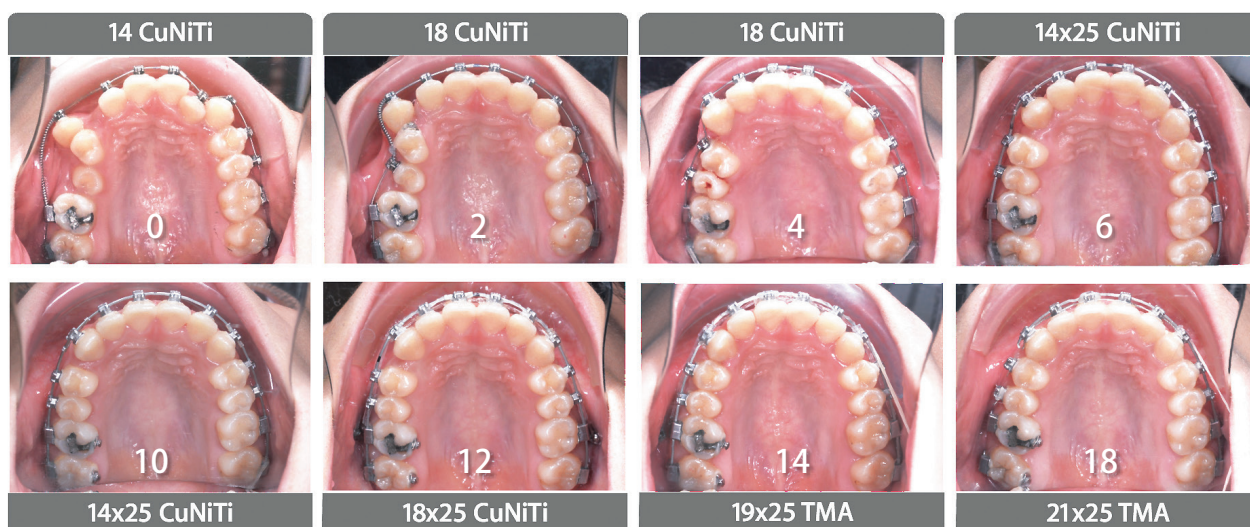 14 CuNiTi
18 CuNiTi
18 CuNiTi
14x25 CuNiTi
0
2
4
6
10
12
14
18
14x25 CuNiTi
18x25 CuNiTi
19x25 TMA
21x25 TMA